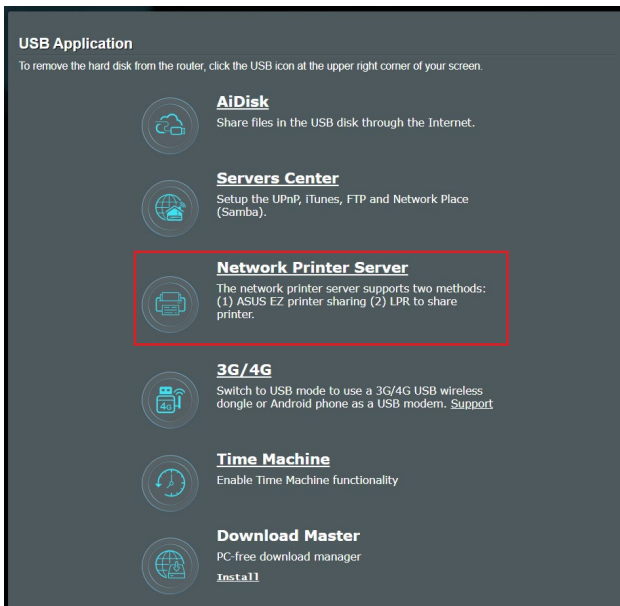 USB Application
To remove the hard disk from the router, click the USB icon at the upper right corner of your screen.
AiDisk
Share files in the USB disk through the Internet.
Servers Center
Setup the UPnP, iTunes, FTP and Network Place
(Samba).
Network Printer Server
The network printer server supports two methods:
(1) ASUS EZ printer sharing (2) LPR to share
printer.
3G/4G
4G
Switch to USB mode to use a 3G/4G USB wireless
dongle or Android phone as a USB modem. Support
Time Machine
Enable Time Machine functionality
Download Master
PC-free download manager
Install